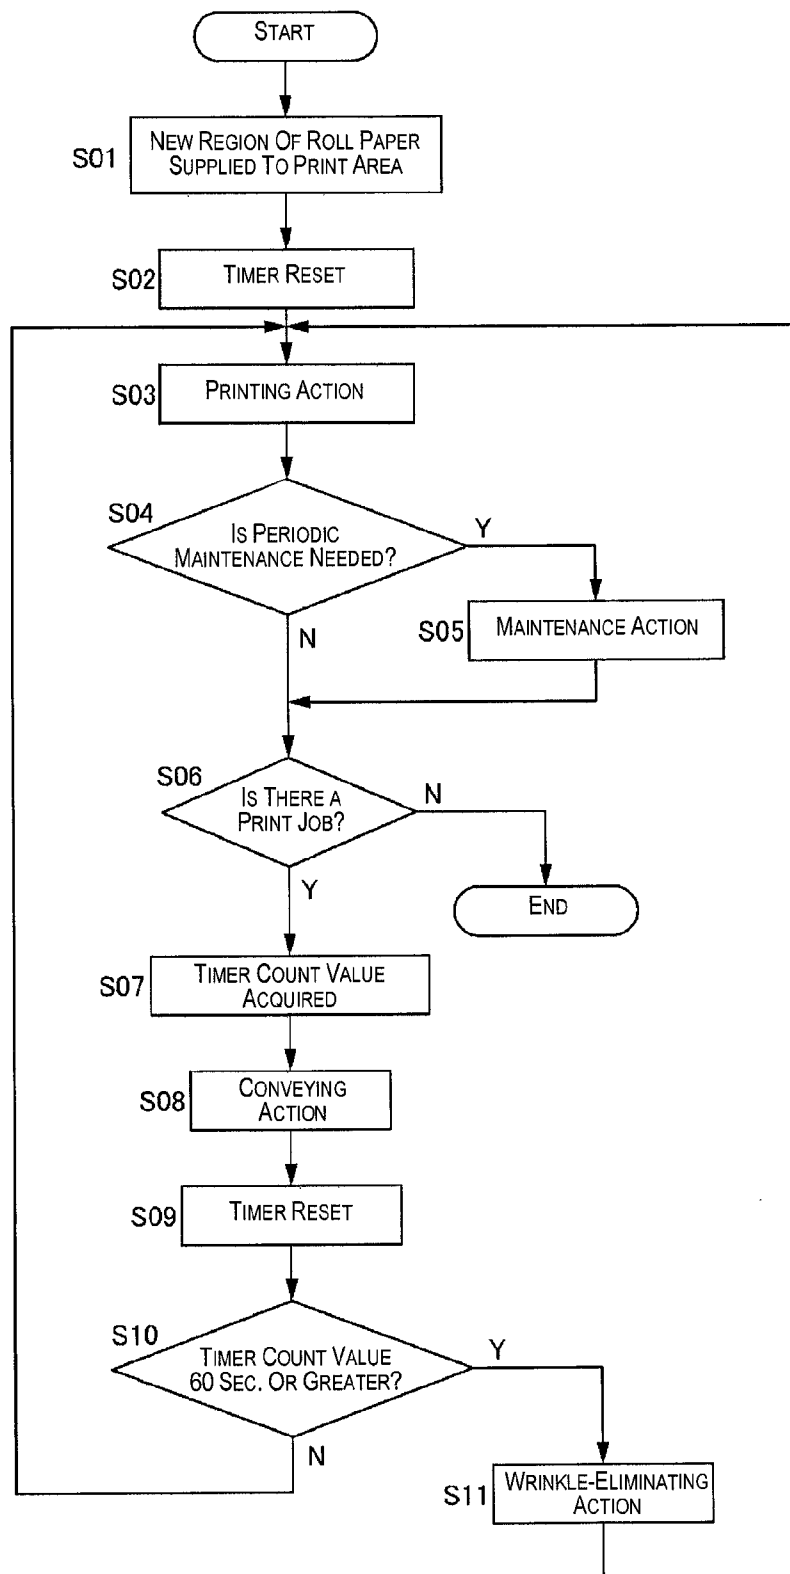 START
S01
NEW REGION OF ROLL PAPER
SUPPLIED TO PRINT AREA
S02
TIMER RESET
S03
PRINTING ACTION
S04
IS PERIODIC
MAINTENANCE NEEDED?
Y
N
S05
MAINTENANCE ACTION
S06
IS THERE A
PRINT JOB?
N
Y
END
S07
TIMER COUNT VALUE
ACQUIRED
S08
CONVEYING
ACTION
S09
TIMER RESET
S10
TIMER COUNT VALUE
60 SEC. OR GREATER?
Y
N
S11
WRINKLE-ELIMINATING
ACTION